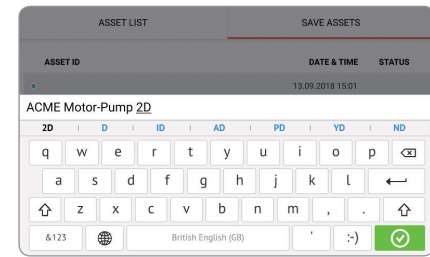 ASSET LIST SAVE ASSETS
ASSET ID DATE & TIME STATUS
13.09.2018 15:01
ACME Motor-Pump 2D
2D D ID AD PD YD ND
q w e r t y u i o p
a s d f g h j k l
z x c v b n m , .
&123 British English (GB) ' :-)